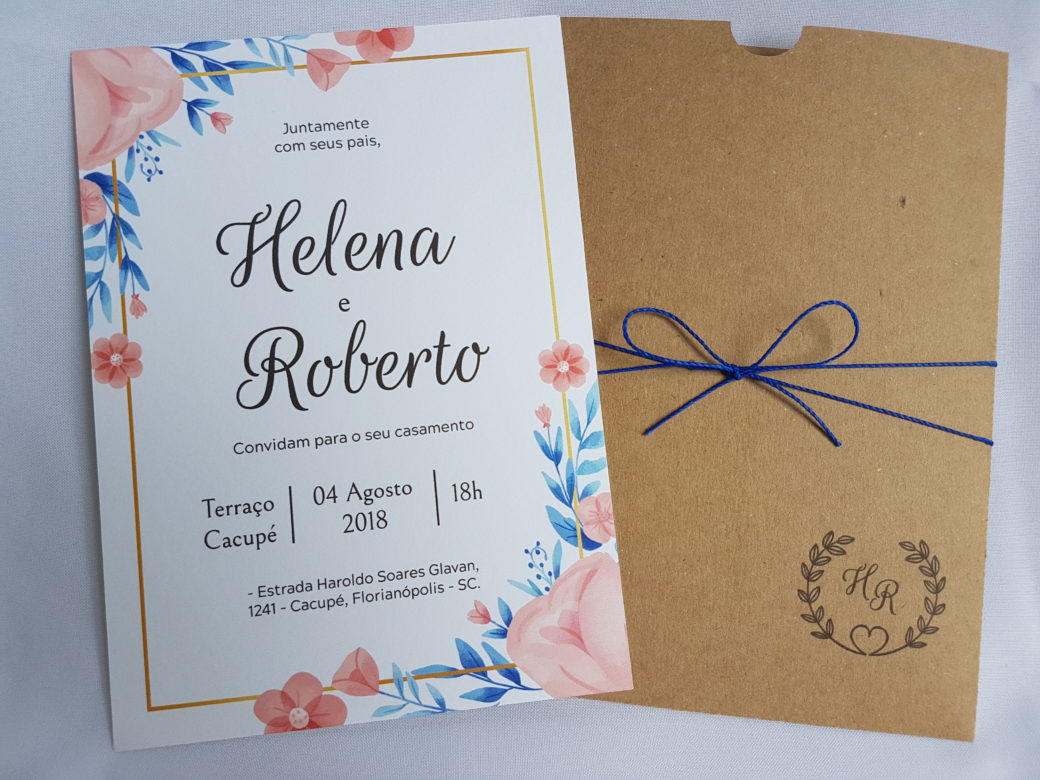 Juntamente
com seus pais,
Helena
e
Roberto
Convidam para o seu casamento
Terraço
Cacupé
04 Agosto
2018
18h
- Estrada Haroldo Soares Glavan,
1241 - Cacupé, Florianópolis - SC.
H R